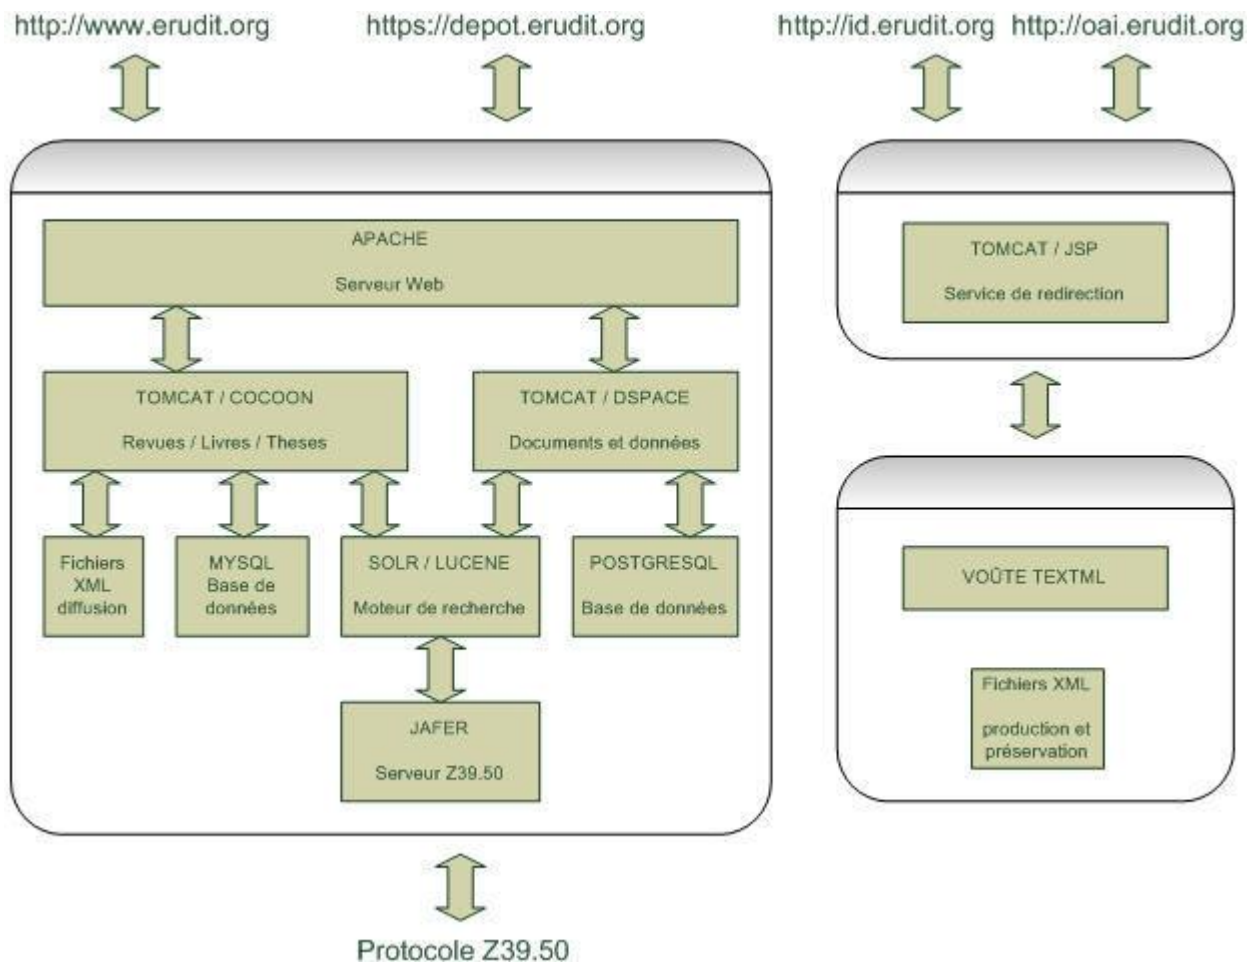 http://www.erudit.org
https://depot.erudit.org
http://id.erudit.org
http://oai.erudit.org
APACHE
Serveur Web
TOMCAT / COCOON
Revues / Livres / Theses
TOMCAT / DSPACE
Documents et données
Fichiers
XML
diffusion
MYSQL
Base de
données
SOLR / LUCENE
Moteur de recherche
POSTGRESQL
Base de données
JAFER
Serveur Z39.50
Protocole Z39.50
TOMCAT / JSP
Service de redirection
VOÛTE TEXTML
Fichiers XML
production et
préservation